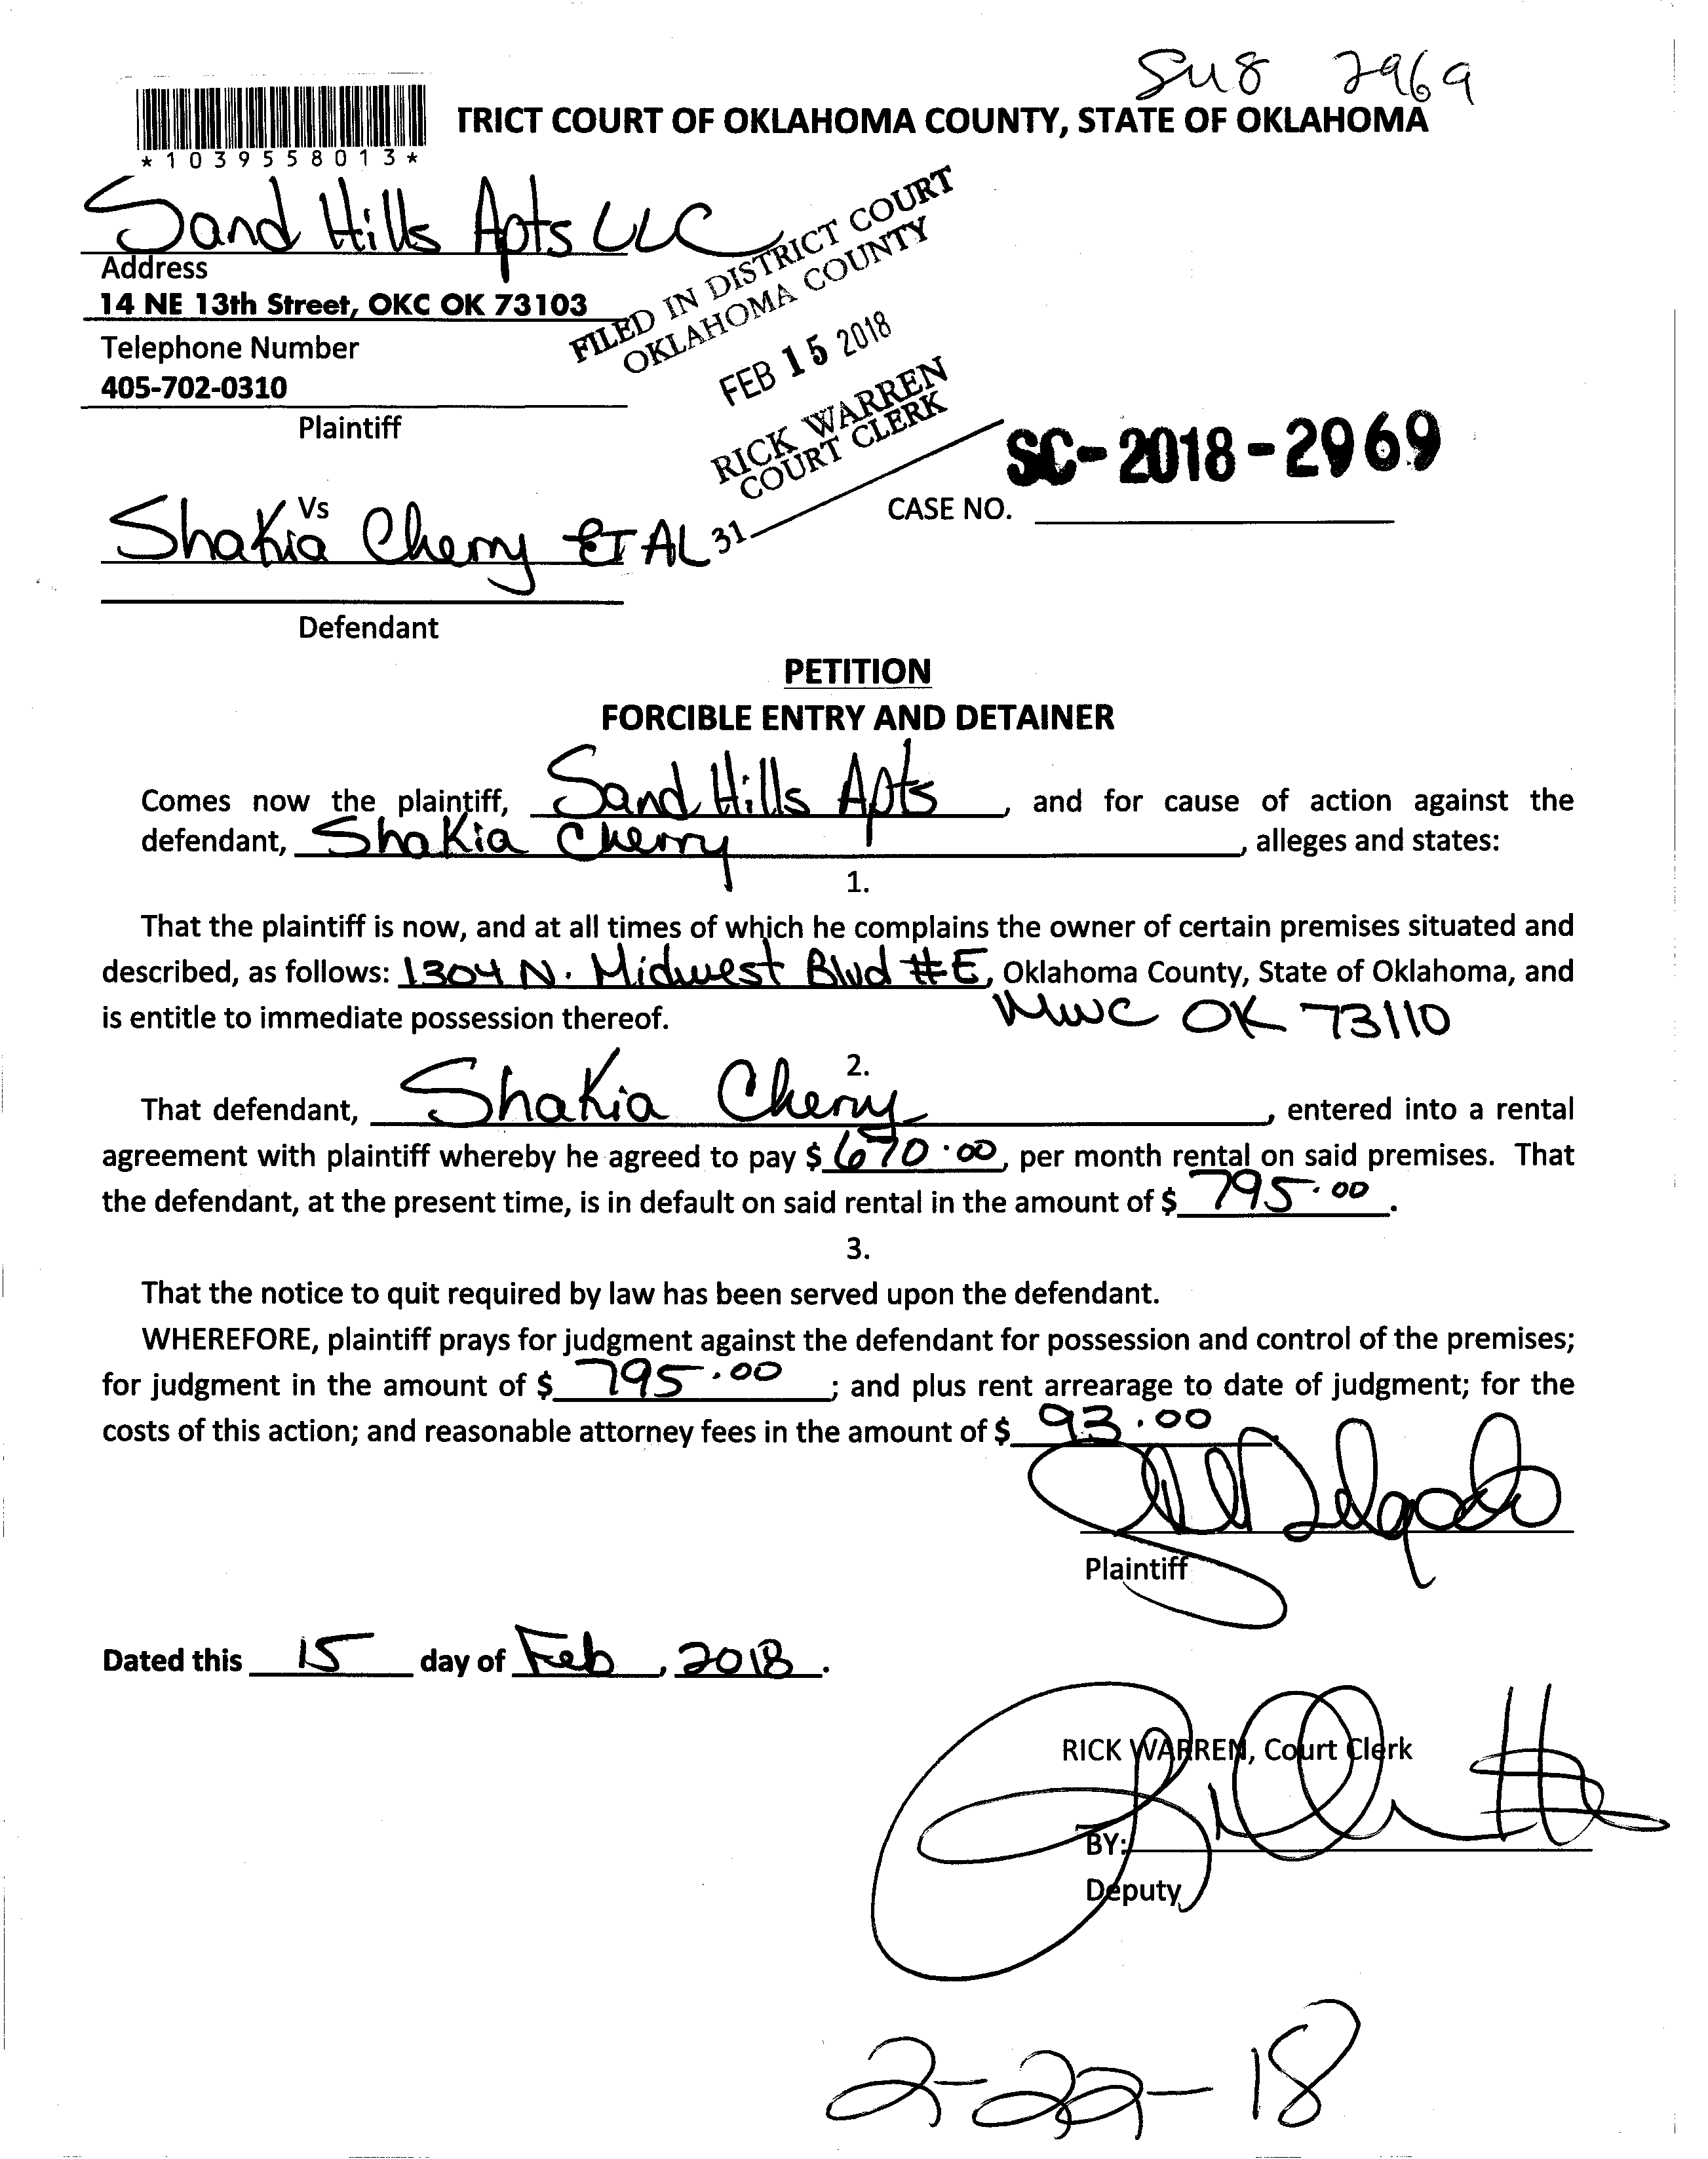 2969
TRICT COURT OF OKLAHOMA COUNTY, STATE OF OKLAHOMA
*1039558013*
Sand Hills Apts LLC
Address
14 NE 13th Street, OKC OK 73103
Telephone Number
405-702-0310
Plaintiff
FILED IN DISTRICT COURT
OKLAHOMA COUNTY
FEB 15 2018
RICK WARREN
COURT CLERK
31
SC-2018-2969
CASE NO.
Vs
Shakia Cherry ET AL
Defendant
PETITION
FORCIBLE ENTRY AND DETAINER
Comes now the plaintiff, Sand Hills Apts, and for cause of action against the
defendant, Shakia Cherry, alleges and states:
1.
That the plaintiff is now, and at all times of which he complains the owner of certain premises situated and
described, as follows: 1304 N. Midwest Blvd #E, Oklahoma County, State of Oklahoma, and
is entitle to immediate possession thereof. MWC OK 73110
2.
That defendant, Shakia Cherry, entered into a rental
agreement with plaintiff whereby he agreed to pay $ 670.00, per month rental on said premises. That
the defendant, at the present time, is in default on said rental in the amount of $ 795.00.
3.
That the notice to quit required by law has been served upon the defendant.
WHEREFORE, plaintiff prays for judgment against the defendant for possession and control of the premises;
for judgment in the amount of $ 795.00; and plus rent arrearage to date of judgment; for the
costs of this action; and reasonable attorney fees in the amount of $ 93.00
Delgado
Plaintiff
Dated this 15 day of Feb, 2018.
RICK WARREN, Court Clerk
BY:
Deputy
2-22-18